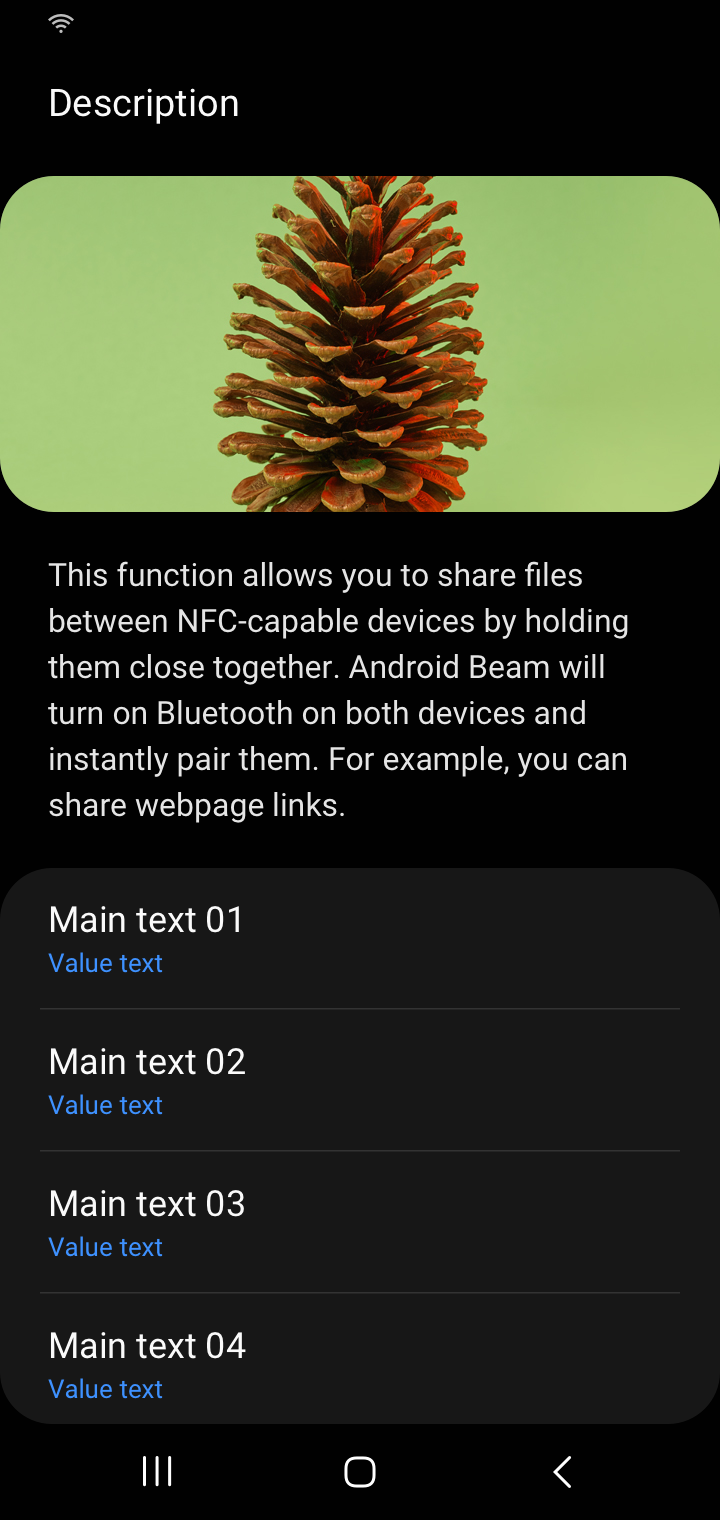 Description
This function allows you to share files
between NFC-capable devices by holding
them close together. Android Beam will
turn on Bluetooth on both devices and
instantly pair them. For example, you can
share webpage links.
Main text 01
Value text
Main text 02
Value text
Main text 03
Value text
Main text 04
Value text